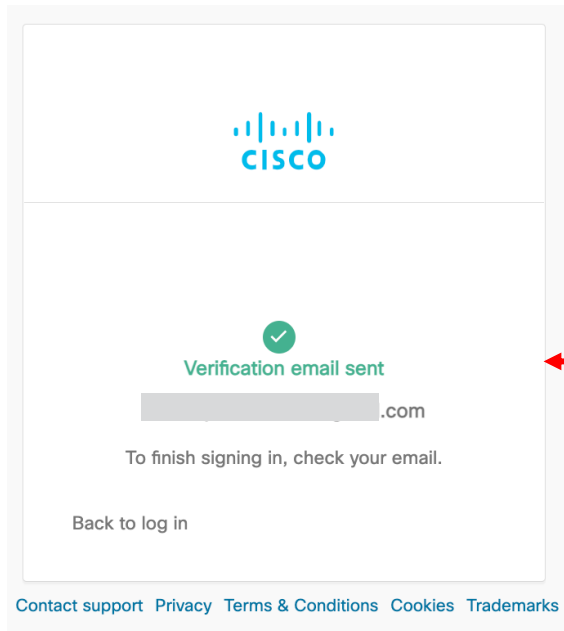 CISCO
Verification email sent
.com
To finish signing in, check your email.
Back to log in
Contact support Privacy Terms & Conditions Cookies Trademarks